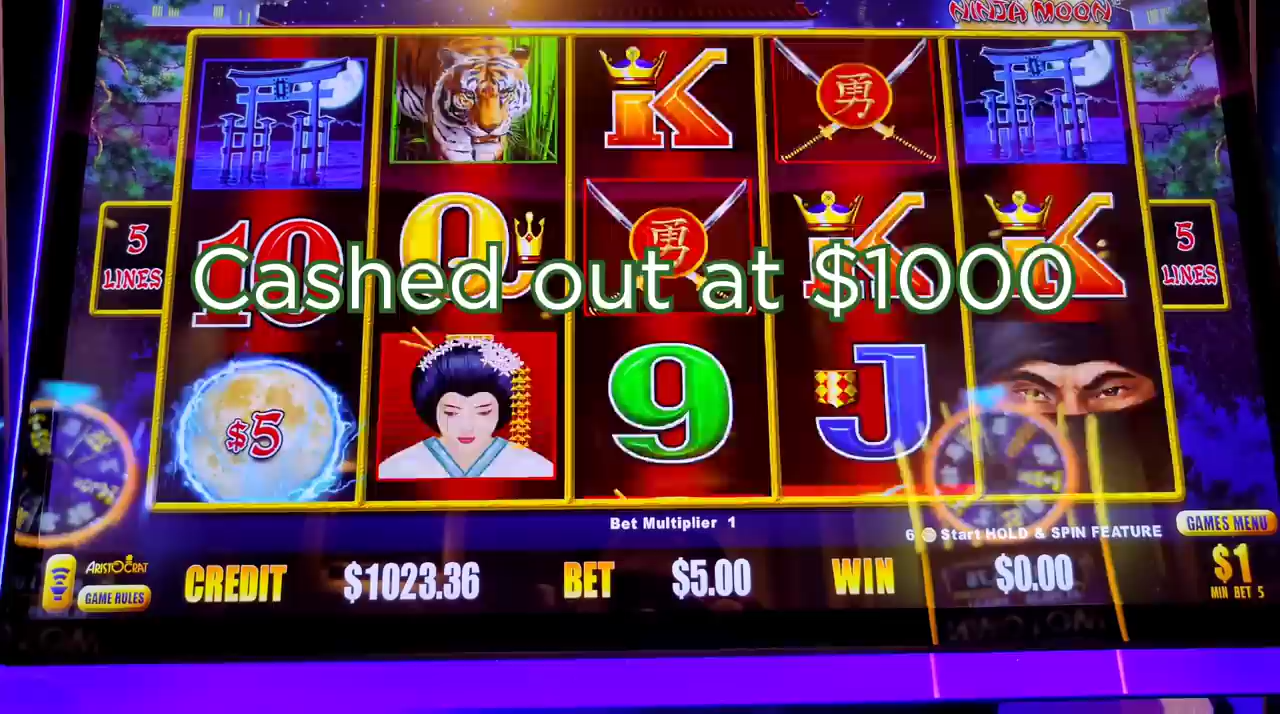 NINJA MOON
K
勇
10
Q
勇
K
K
5
LINES
5
LINES
Cashed out at $1000
$5
9
J
Bet Multiplier 1
6 Start HOLD & SPIN FEATURE
GAMES MENU
ARISTOCRAT
GAME RULES
CREDIT $1023.36 BET $5.00 WIN $0.00
$1
MIN BET 5